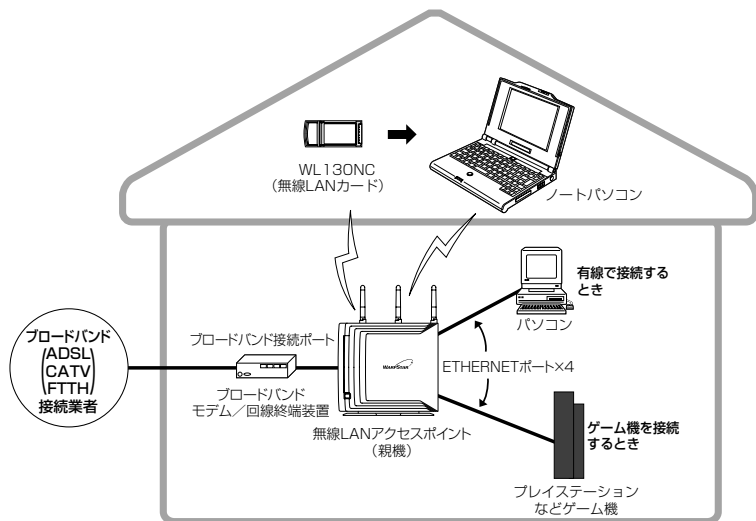 WL130NC
（無線LANカード）
ノートパソコン
有線で接続する
とき
パソコン
ブロードバンド接続ポート
ETHERNETポート×4
WARPSTAR
ブロードバンド
ADSL
CATV
FTTH
接続業者
ブロードバンド
モデム／回線終端装置
無線LANアクセスポイント
（親機）
ゲーム機を接続
するとき
プレイステーション
などゲーム機